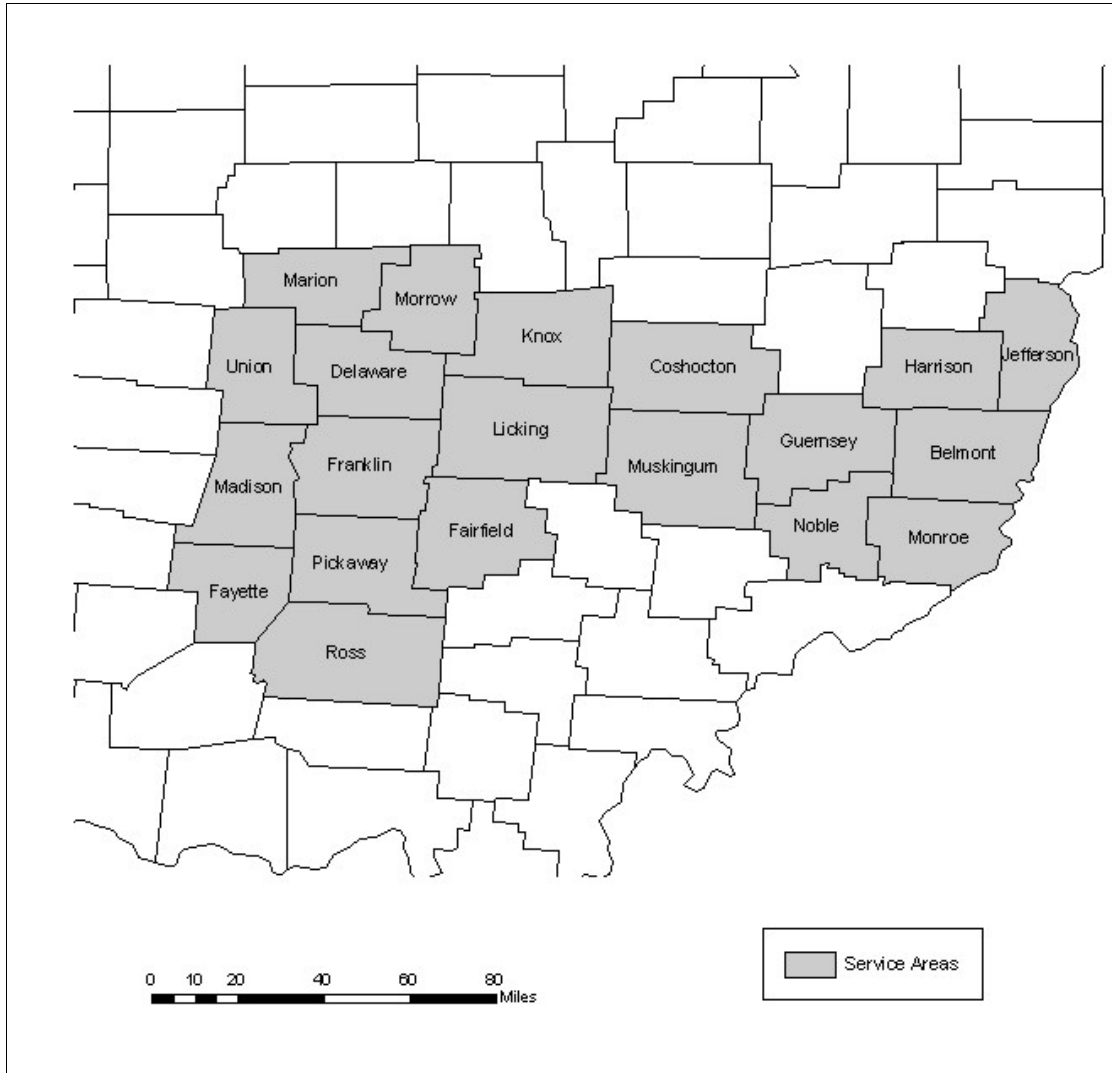 Marion
Morrow
Knox
Union
Delaware
Coshocton
Harrison
Jefferson
Licking
Guernsey
Belmont
Franklin
Muskingum
Madison
Noble
Fairfield
Monroe
Pickaway
Fayette
Ross
Service Areas
0 10 20 40 60 80
Miles